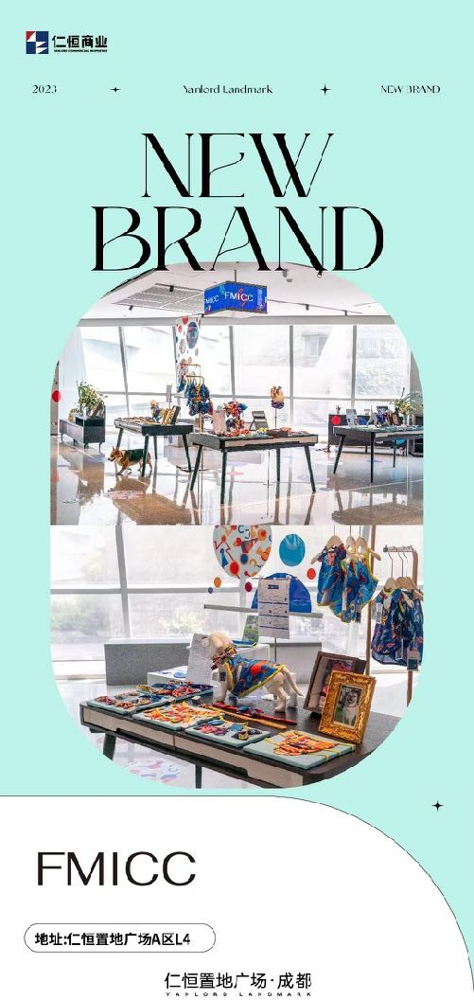 仁恒商业
YANLORD COMMERCIAL PROPERTIES
2023
Yanlord Landmark
NEW BRAND
NEW
BRAND
FMICC
FMICC
FMICC
地址:仁恒置地广场A区L4
仁恒置地广场·成都
YANLORD LANDMARK